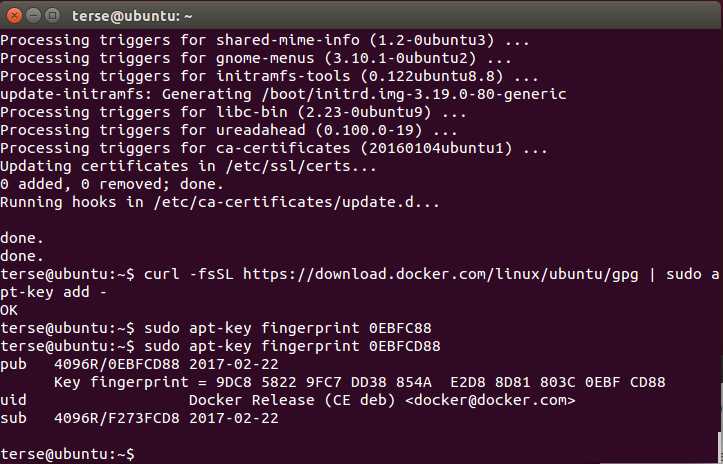 terse@ubuntu: ~
Processing triggers for shared-mime-info (1.2-0ubuntu3) ...
Processing triggers for gnome-menus (3.10.1-0ubuntu2) ...
Processing triggers for initramfs-tools (0.122ubuntu8.8) ...
update-initramfs: Generating /boot/initrd.img-3.19.0-80-generic
Processing triggers for libc-bin (2.23-0ubuntu9) ...
Processing triggers for ureadahead (0.100.0-19) ...
Processing triggers for ca-certificates (20160104ubuntu1) ...
Updating certificates in /etc/ssl/certs...
0 added, 0 removed; done.
Running hooks in /etc/ca-certificates/update.d...
done.
done.
terse@ubuntu:~$ curl -fsSL https://download.docker.com/linux/ubuntu/gpg | sudo a
pt-key add -
OK
terse@ubuntu:~$ sudo apt-key fingerprint 0EBFC88
terse@ubuntu:~$ sudo apt-key fingerprint 0EBFCD88
pub   4096R/0EBFCD88 2017-02-22
      Key fingerprint = 9DC8 5822 9FC7 DD38 854A  E2D8 8D81 803C 0EBF CD88
uid                  Docker Release (CE deb) <docker@docker.com>
sub   4096R/F273FCD8 2017-02-22
terse@ubuntu:~$